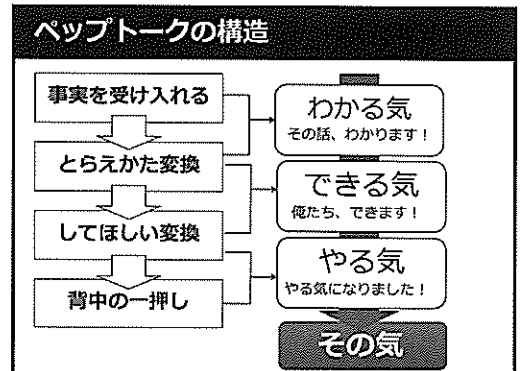 ペップトークの構造
事実を受け入れる
とらえかた変換
してほしい変換
背中の一押し
わかる気
その話、わかります！
できる気
俺たち、できます！
やる気
やる気になりました！
その気